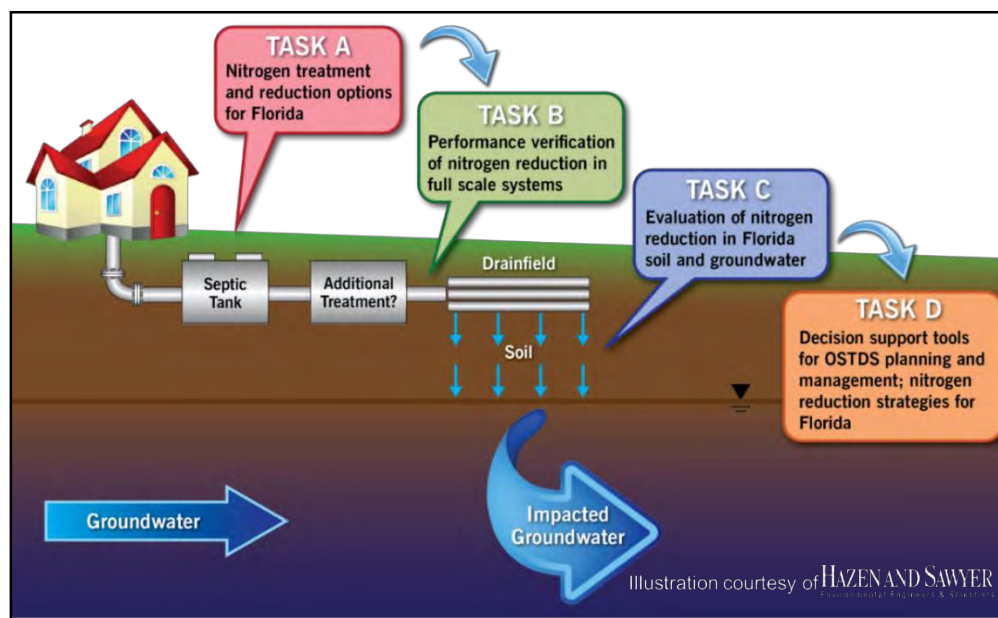 TASK A
Nitrogen treatment
and reduction options
for Florida
TASK B
Performance verification
of nitrogen reduction in
full scale systems
TASK C
Evaluation of nitrogen
reduction in Florida
soil and groundwater
TASK D
Decision support tools
for OSTDS planning and
management; nitrogen
reduction strategies for
Florida
Septic
Tank
Additional
Treatment?
Drainfield
Soil
Groundwater
Impacted
Groundwater
Illustration courtesy of HAZEN AND SAWYER
Environmental Engineers & Scientists